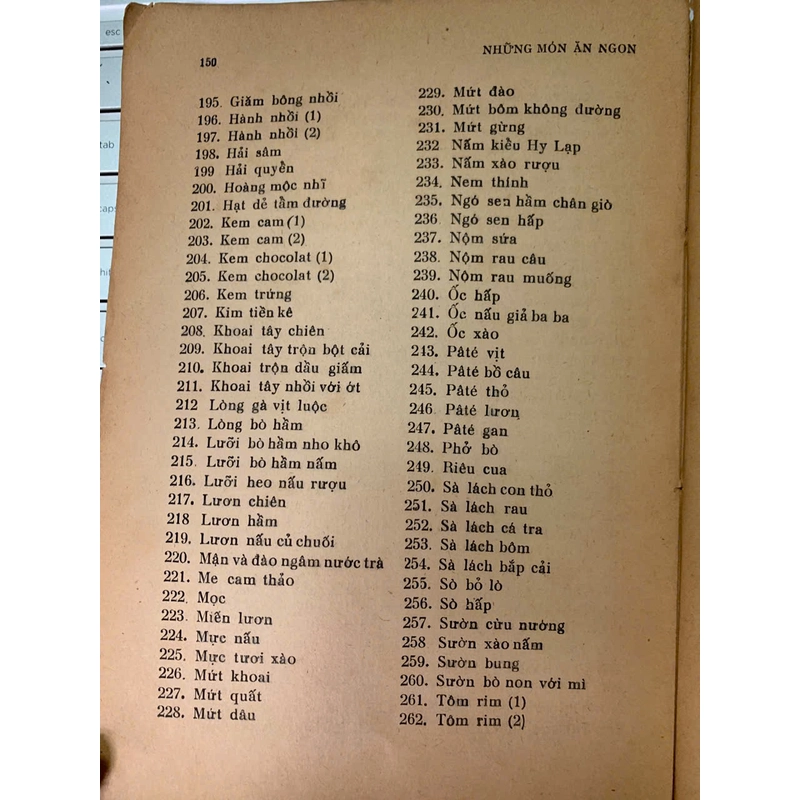 esc
tab
caps
150
NHỮNG MÓN ĂN NGON
195. Giăm bông nhồi
196. Hành nhồi (1)
197. Hành nhồi (2)
198. Hải sâm
199 Hải quyền
200. Hoàng mộc nhĩ
201. Hạt dẻ tẩm đường
202. Kem cam (1)
203. Kem cam (2)
204. Kem chocolat (1)
205. Kem chocolat (2)
206. Kem trứng
207. Kim tiền kê
208. Khoai tây chiên
209. Khoai tây trộn bột cải
210. Khoai trộn dầu giấm
211. Khoai tây nhồi với ớt
212 Lòng gà vịt luộc
213. Lòng bò hầm
214. Lưỡi bò hầm nho khô
215. Lưỡi bò hầm nấm
216. Lưỡi heo nấu rượu
217. Lươn chiên
218 Lươn hầm
219. Lươn nấu củ chuối
220. Mận và đào ngâm nước trà
221. Me cam thảo
222. Mọc
223. Miến lươn
224. Mực nấu
225. Mực tươi xào
226. Mứt khoai
227. Mứt quất
228. Mứt dâu
229. Mứt đào
230. Mứt bôm không đường
231. Mứt gừng
232 Nấm kiểu Hy Lạp
233. Nấm xào rượu
234. Nem thính
235. Ngó sen hầm chân giò
236 Ngó sen hấp
237. Nộm sứa
238. Nộm rau câu
239. Nộm rau muống
240. Ốc hấp
241. Ốc nấu giả ba ba
242. Ốc xào
243. Pâté vịt
244. Pâté bồ câu
245. Pâté thỏ
246. Pâté lươn
247. Pâté gan
248. Phở bò
249. Riêu cua
250. Sà lách con thỏ
251. Sà lách rau
252. Sà lách cá tra
253. Sà lách bôm
254. Sà lách bắp cải
255. Sò bỏ lò
256. Sò hấp
257. Sườn cừu nướng
258 Sườn xào nấm
259. Sườn bung
260. Sườn bò non với mì
261. Tôm rim (1)
262. Tôm rim (2)